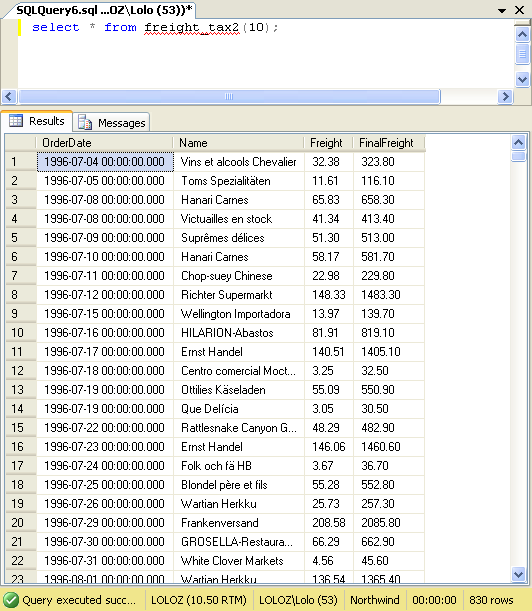 SQLQuery6.sql ...OZ\Lolo (53))*
select * from freight_tax2(10);
Results Messages
OrderDate Name Freight FinalFreight
1 1996-07-04 00:00:00.000 Vins et alcools Chevalier 32.38 323.80
2 1996-07-05 00:00:00.000 Toms Spezialitäten 11.61 116.10
3 1996-07-08 00:00:00.000 Hanari Carnes 65.83 658.30
4 1996-07-08 00:00:00.000 Victuailles en stock 41.34 413.40
5 1996-07-09 00:00:00.000 Suprêmes délices 51.30 513.00
6 1996-07-10 00:00:00.000 Hanari Carnes 58.17 581.70
7 1996-07-11 00:00:00.000 Chop-suey Chinese 22.98 229.80
8 1996-07-12 00:00:00.000 Richter Supermarkt 148.33 1483.30
9 1996-07-15 00:00:00.000 Wellington Importadora 13.97 139.70
10 1996-07-16 00:00:00.000 HILARION-Abastos 81.91 819.10
11 1996-07-17 00:00:00.000 Ernst Handel 140.51 1405.10
12 1996-07-18 00:00:00.000 Centro comercial Moct... 3.25 32.50
13 1996-07-19 00:00:00.000 Ottilies Käseladen 55.09 550.90
14 1996-07-19 00:00:00.000 Que Delícia 3.05 30.50
15 1996-07-22 00:00:00.000 Rattlesnake Canyon G... 48.29 482.90
16 1996-07-23 00:00:00.000 Ernst Handel 146.06 1460.60
17 1996-07-24 00:00:00.000 Folk och fä HB 3.67 36.70
18 1996-07-25 00:00:00.000 Blondel père et fils 55.28 552.80
19 1996-07-26 00:00:00.000 Wartian Herkku 25.73 257.30
20 1996-07-29 00:00:00.000 Frankenversand 208.58 2085.80
21 1996-07-30 00:00:00.000 GROSELLA-Restaura... 66.29 662.90
22 1996-07-31 00:00:00.000 White Clover Markets 4.56 45.60
23 1996-08-01 00:00:00.000 Wartian Herkku 136.54 1365.40
Query executed succ... LOLOZ (10.50 RTM) LOLOZ\Lolo (53) Northwind 00:00:00 830 rows